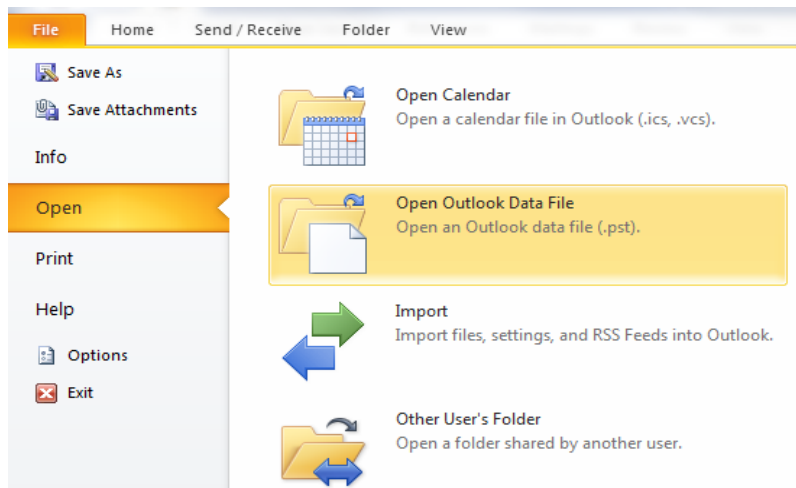 File Home Send / Receive Folder View
Save As
Save Attachments
Info
Open
Print
Help
Options
Exit
Open Calendar
Open a calendar file in Outlook (.ics, .vcs).
Open Outlook Data File
Open an Outlook data file (.pst).
Import
Import files, settings, and RSS Feeds into Outlook.
Other User's Folder
Open a folder shared by another user.